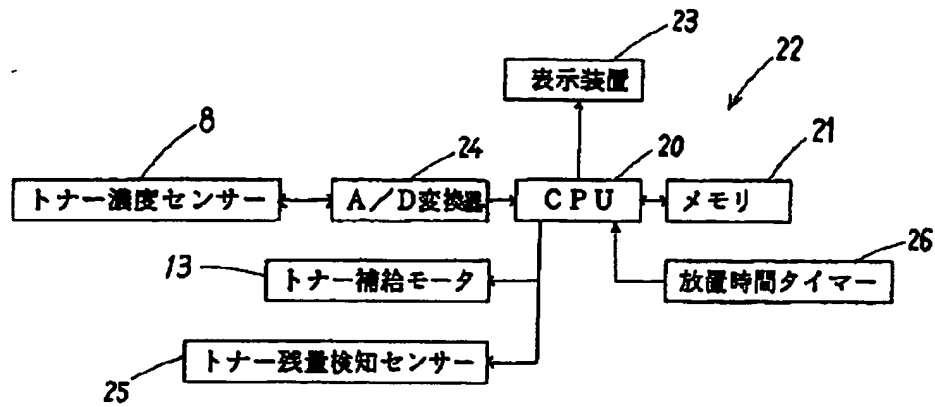 23
表示装置
22
8
24
20
21
トナー濃度センサー
A/D変換器
CPU
メモリ
13
トナー補給モータ
26
放置時間タイマー
25
トナー残量検知センサー